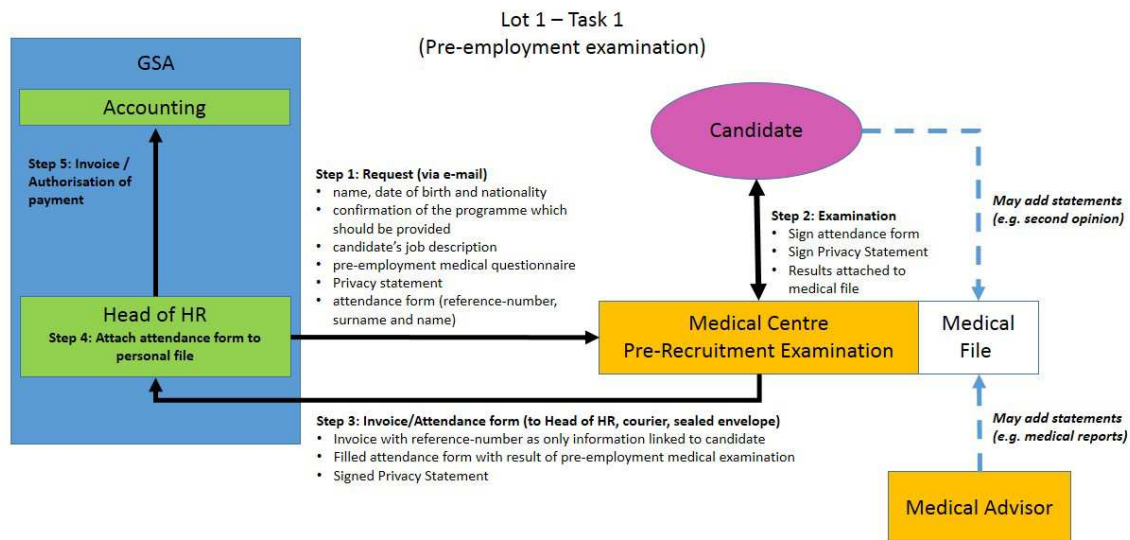 Lot 1 – Task 1
(Pre-employment examination)
GSA
Accounting
Step 5: Invoice /
Authorisation of
payment
Head of HR
Step 4: Attach attendance form to
personal file
Step 1: Request (via e-mail)
• name, date of birth and nationality
• confirmation of the programme which
should be provided
• candidate's job description
• pre-employment medical questionnaire
• Privacy statement
• attendance form (reference-number,
surname and name)
Candidate
Step 2: Examination
• Sign attendance form
• Sign Privacy Statement
• Results attached to
medical file
May add statements
(e.g. second opinion)
Medical Centre
Pre-Recruitment Examination
Medical
File
Step 3: Invoice/Attendance form (to Head of HR, courier, sealed envelope)
• Invoice with reference-number as only information linked to candidate
• Filled attendance form with result of pre-employment medical examination
• Signed Privacy Statement
May add statements
(e.g. medical reports)
Medical Advisor